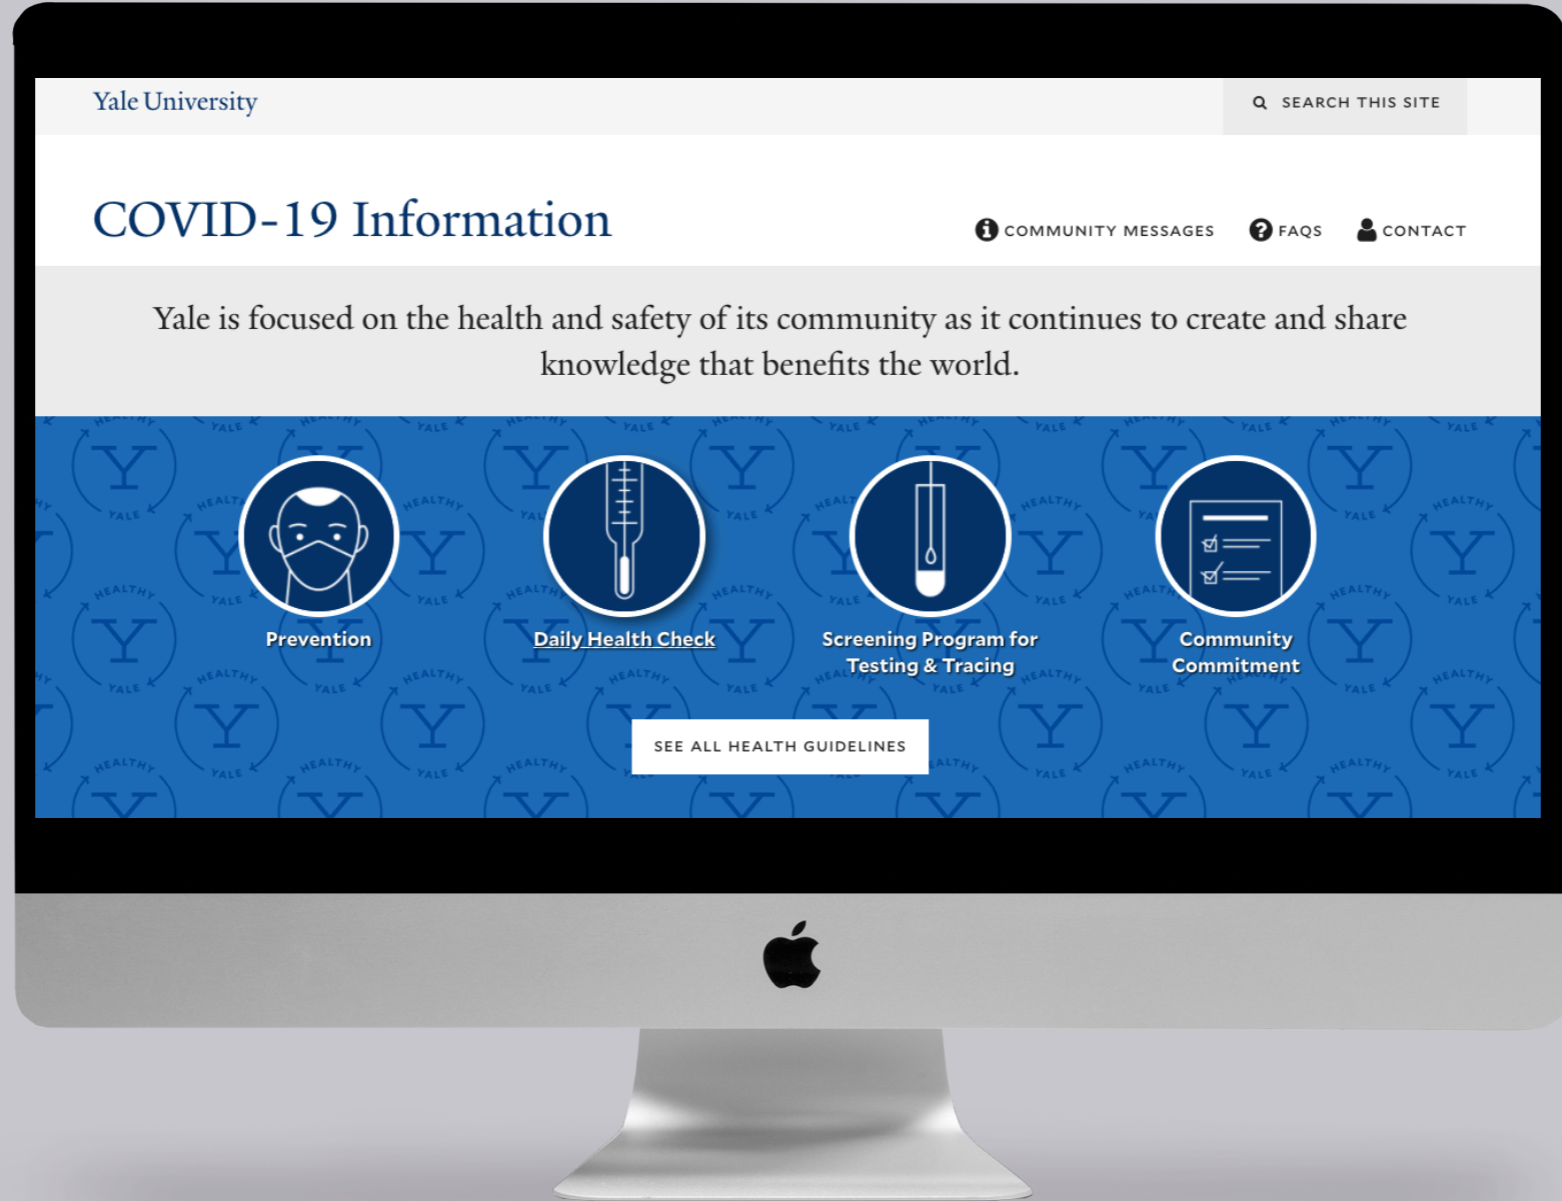 Yale University
SEARCH THIS SITE
COVID-19 Information
COMMUNITY MESSAGES
FAQS
CONTACT
Yale is focused on the health and safety of its community as it continues to create and share
knowledge that benefits the world.
Prevention
Daily Health Check
Screening Program for
Testing & Tracing
Community
Commitment
SEE ALL HEALTH GUIDELINES
HEALTHY
YALE
Y